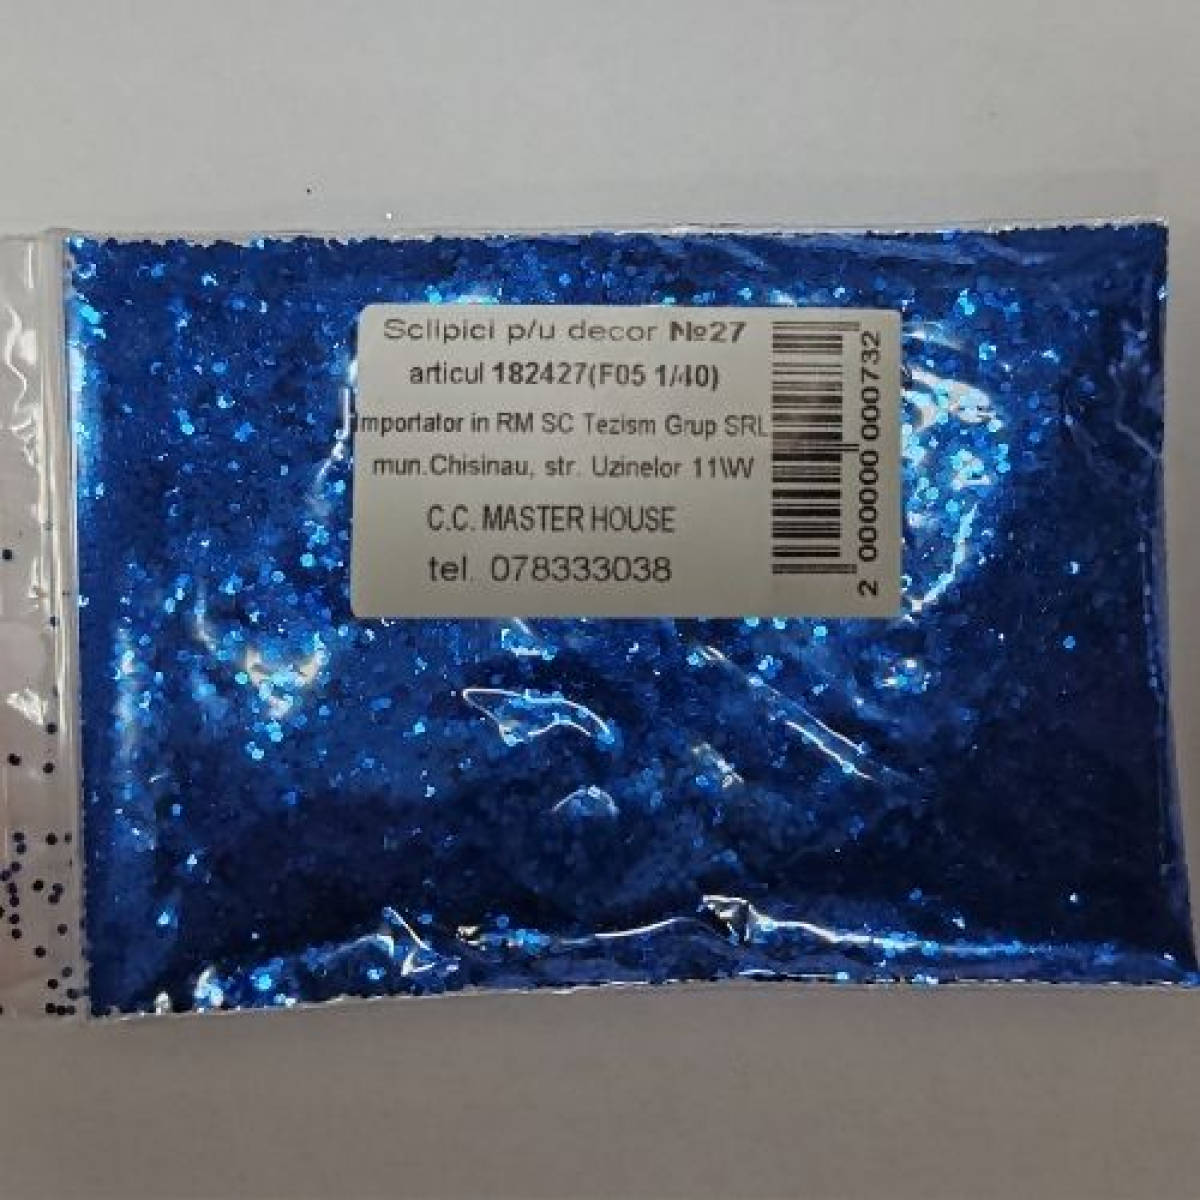 Sclipici p/u decor №27
articul 182427(F05 1/40)
Importator in RM SC Tezism Grup SRL
mun.Chisinau, str. Uzinelor 11\W
C.C. MASTER HOUSE
tel. 078333038
2 000000 000732